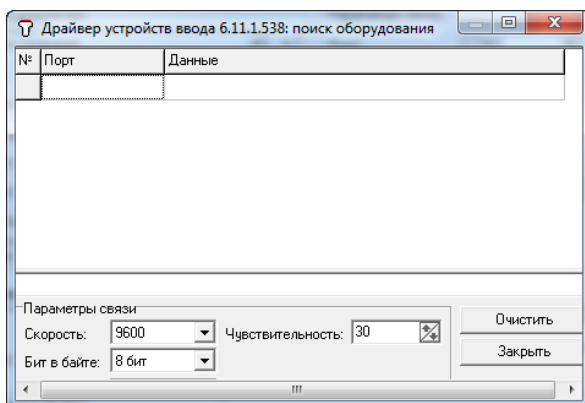 Драйвер устройств ввода 6.11.1.538: поиск оборудования
№ Порт Данные
Параметры связи
Скорость: 9600 Чувствительность: 30
Бит в байте: 8 бит
Очистить
Закрыть